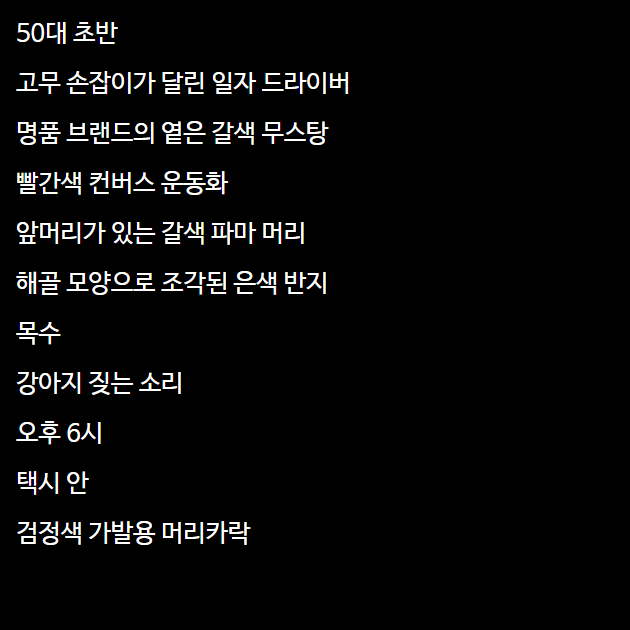 50대 초반
고무 손잡이가 달린 일자 드라이버
명품 브랜드의 옅은 갈색 무스탕
빨간색 컨버스 운동화
앞머리가 있는 갈색 파마 머리
해골 모양으로 조각된 은색 반지
목수
강아지 짖는 소리
오후 6시
택시 안
검정색 가발용 머리카락